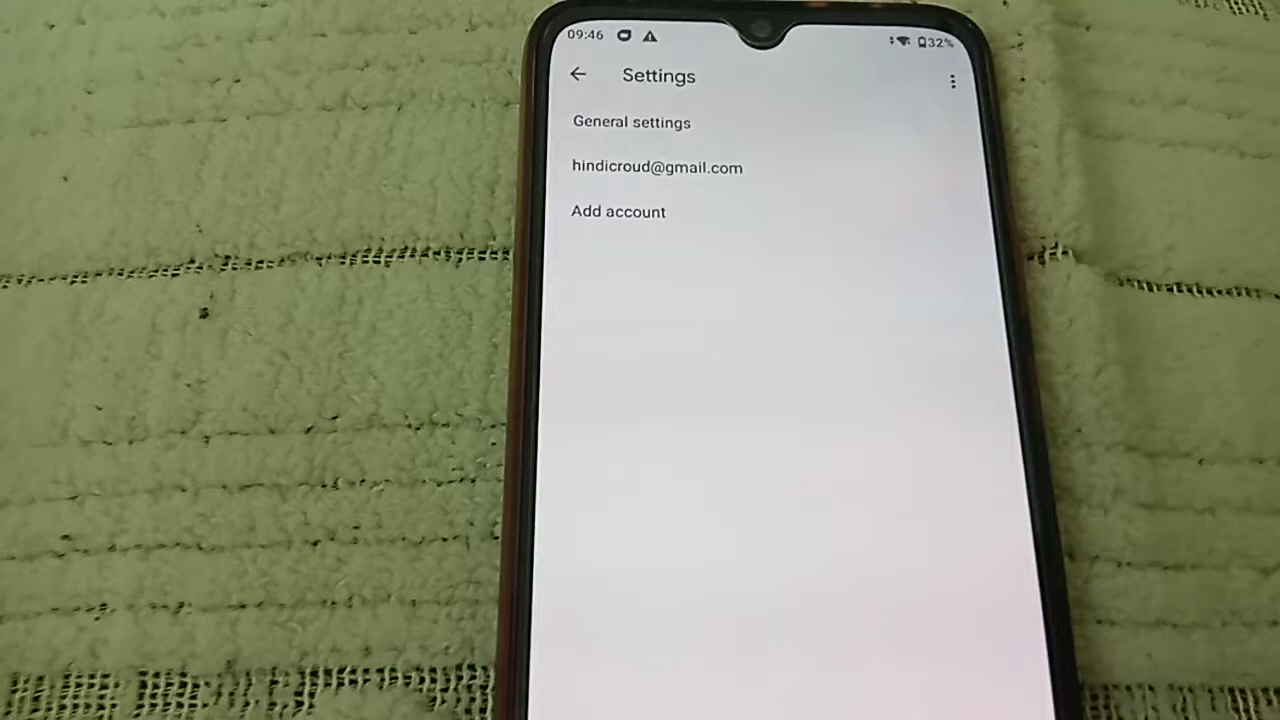 09:46 32%
Settings
General settings
hindicroud@gmail.com
Add account